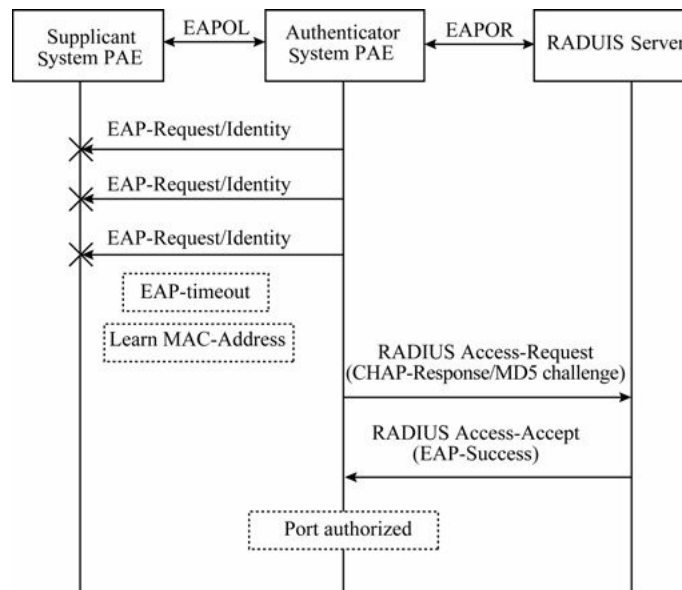 Supplicant
System PAE
EAPOL
Authenticator
System PAE
EAPOR
RADUIS Server
EAP-Request/Identity
EAP-Request/Identity
EAP-Request/Identity
EAP-timeout
Learn MAC-Address
RADIUS Access-Request
(CHAP-Response/MD5 challenge)
RADIUS Access-Accept
(EAP-Success)
Port authorized